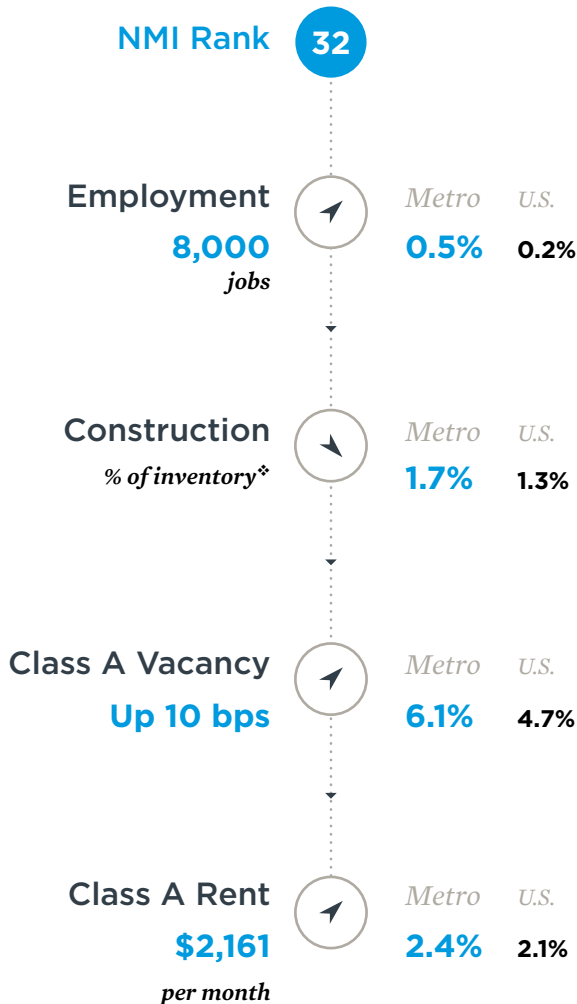 NMI Rank 32
Employment Metro U.S.
8,000 0.5% 0.2%
jobs
Construction Metro U.S.
% of inventory❖ 1.7% 1.3%
Class A Vacancy Metro U.S.
Up 10 bps 6.1% 4.7%
Class A Rent Metro U.S.
$2,161 2.4% 2.1%
per month